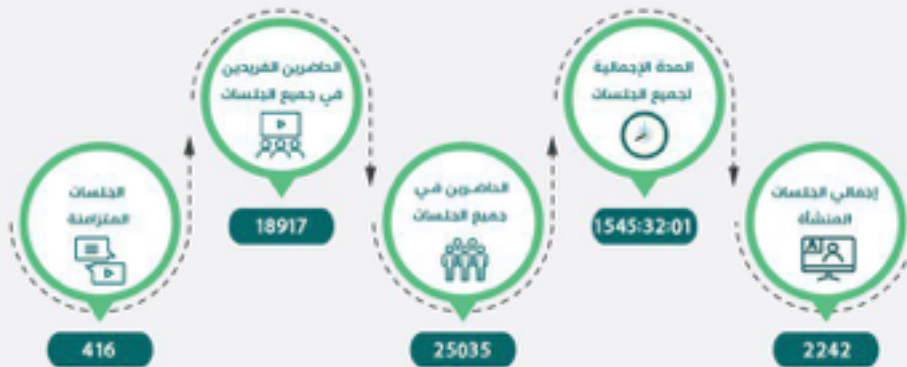 إجمالي الجلسات
المنشأة
2242
المدة الإجمالية
لجميع الجلسات
1545:32:01
الحاضرين في
جميع الجلسات
25035
الحاضرين الفريدين
في جميع الجلسات
18917
الجلسات
المتزامنة
416